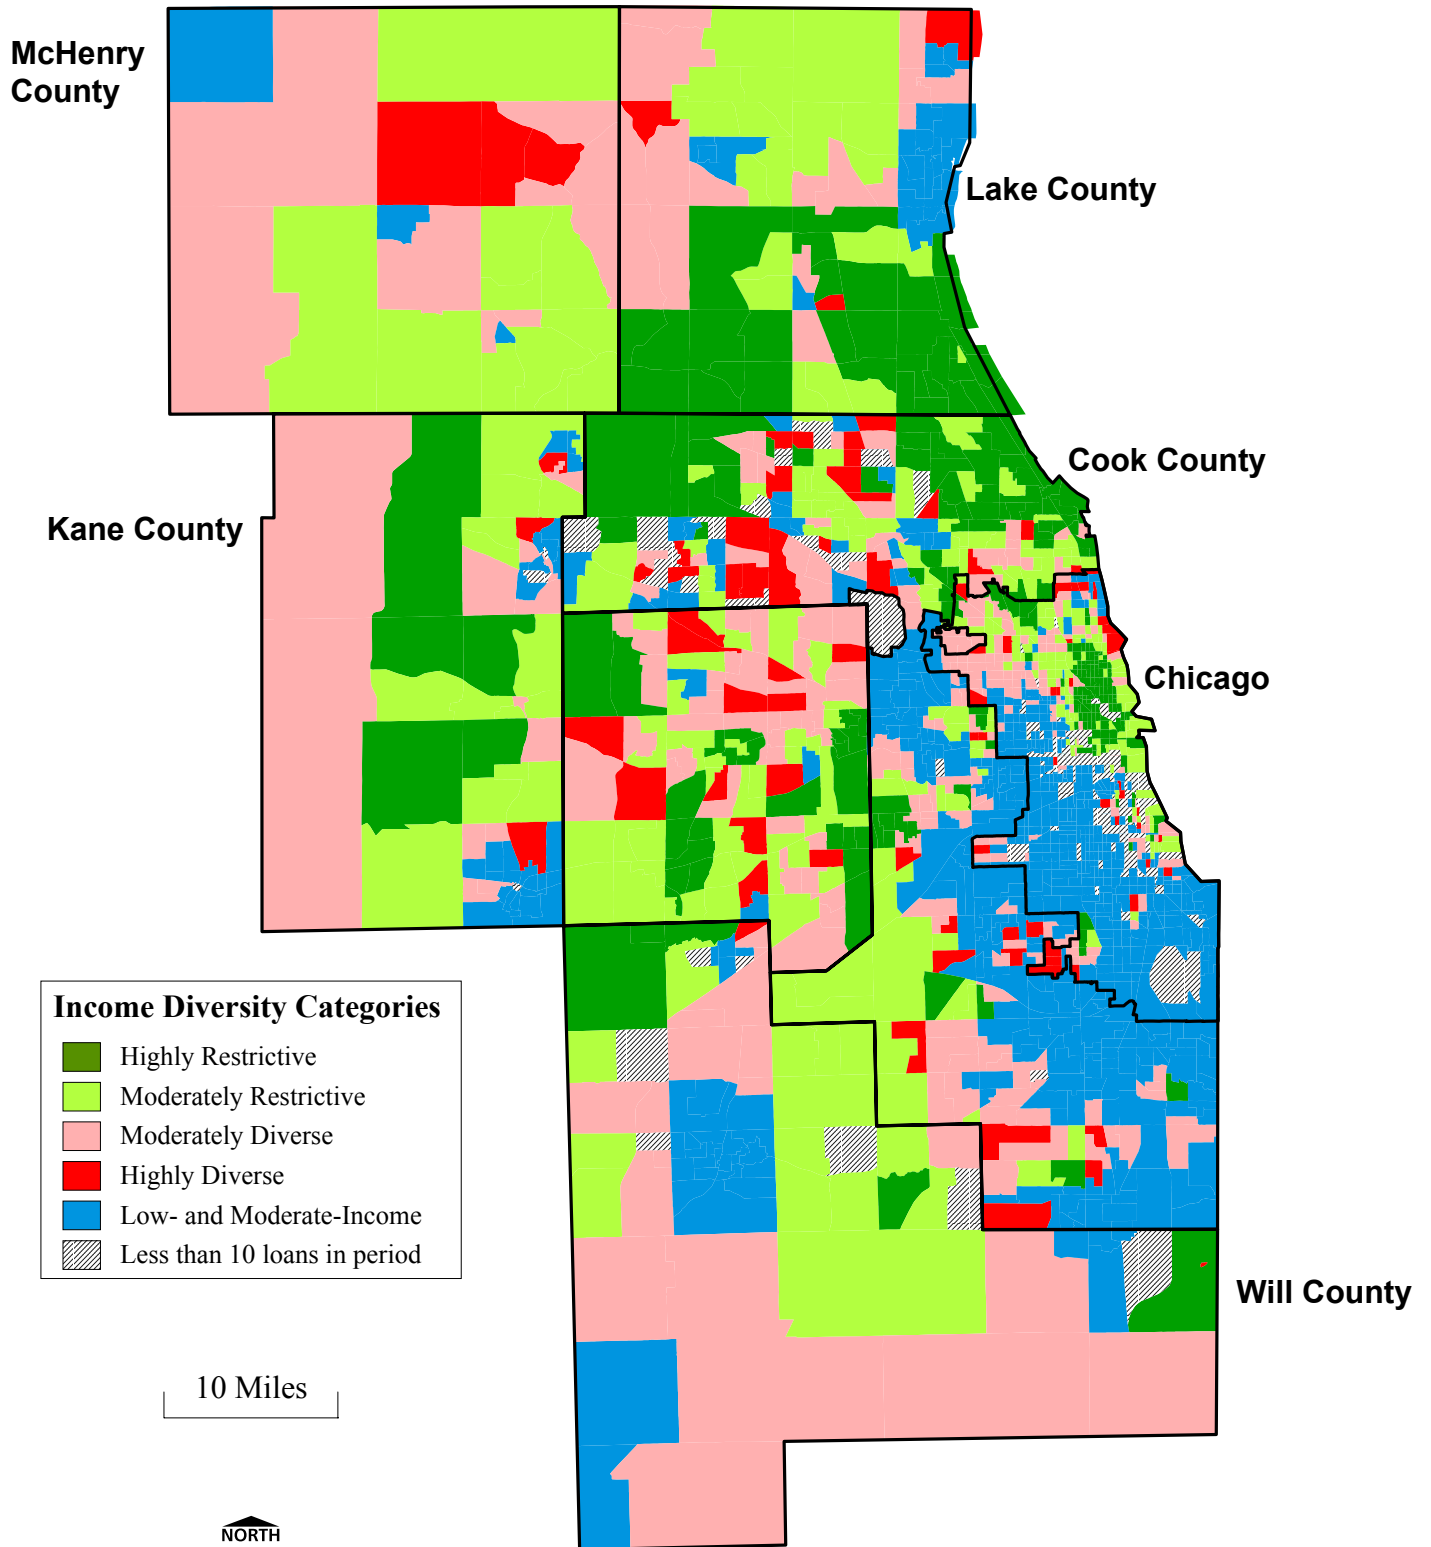 McHenry
County
Lake County
Cook County
Kane County
Chicago
Income Diversity Categories
Highly Restrictive
Moderately Restrictive
Moderately Diverse
Highly Diverse
Low- and Moderate-Income
Less than 10 loans in period
Will County
10 Miles
NORTH